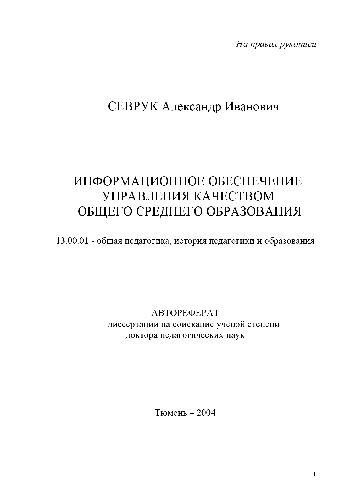 На правах рукописи
СЕВРУК Александр Иванович
ИНФОРМАЦИОННОЕ ОБЕСПЕЧЕНИЕ
УПРАВЛЕНИЯ КАЧЕСТВОМ
ОБЩЕГО СРЕДНЕГО ОБРАЗОВАНИЯ
13.00.01 - общая педагогика, история педагогики и образования
АВТОРЕФЕРАТ
диссертации на соискание ученой степени
доктора педагогических наук
Тюмень – 2004
1